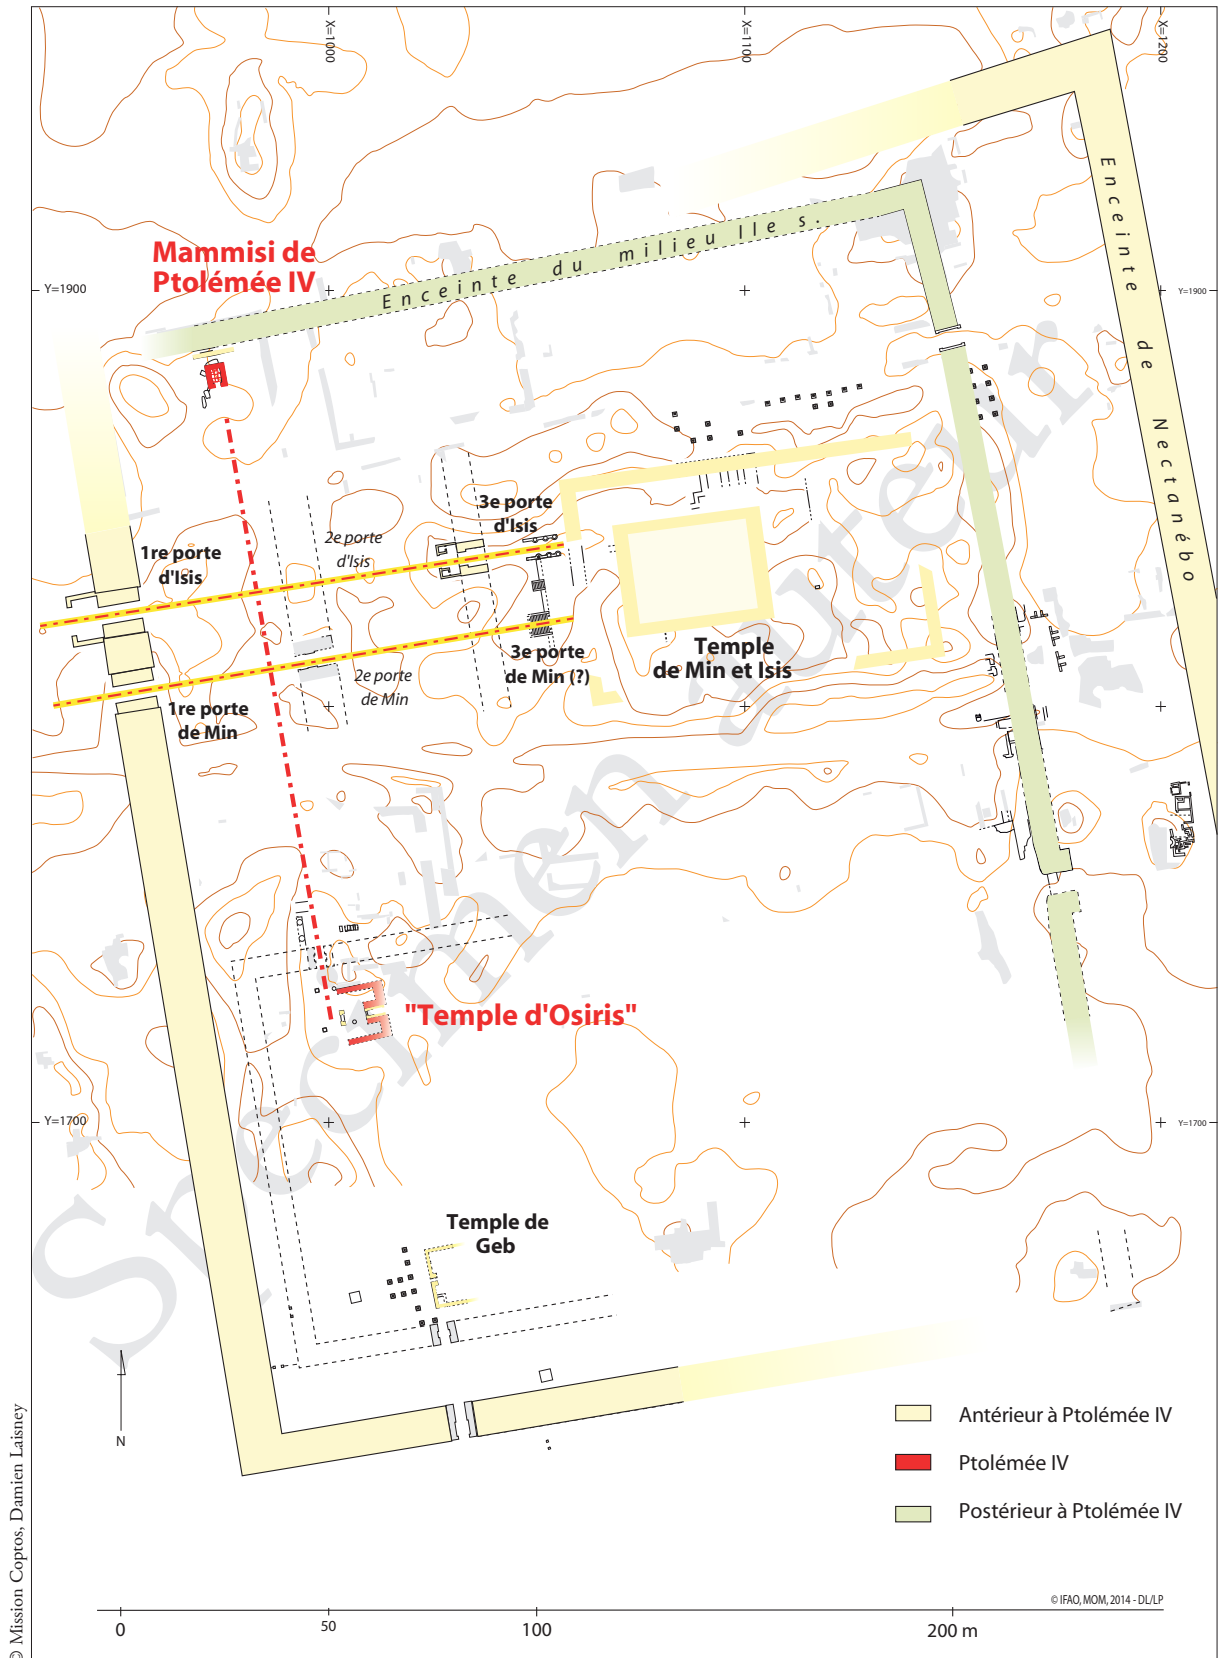 X=1000
X=1100
X=1200
Enceinte de Nectanébo
Enceinte du milieu IIe s.
Mammisi de
Ptolémée IV
Y=1900
Y=1900
3e porte
d'Isis
2e porte
d'Isis
1re porte
d'Isis
Temple
de Min et Isis
3e porte
de Min (?)
2e porte
de Min
1re porte
de Min
"Temple d'Osiris"
Y=1700
Y=1700
Temple de
Geb
N
Antérieur à Ptolémée IV
Ptolémée IV
Postérieur à Ptolémée IV
© IFAO, MOM, 2014 - DL/LP
0
50
100
200 m
© Mission Coptos, Damien Laisney
Specimen auteur